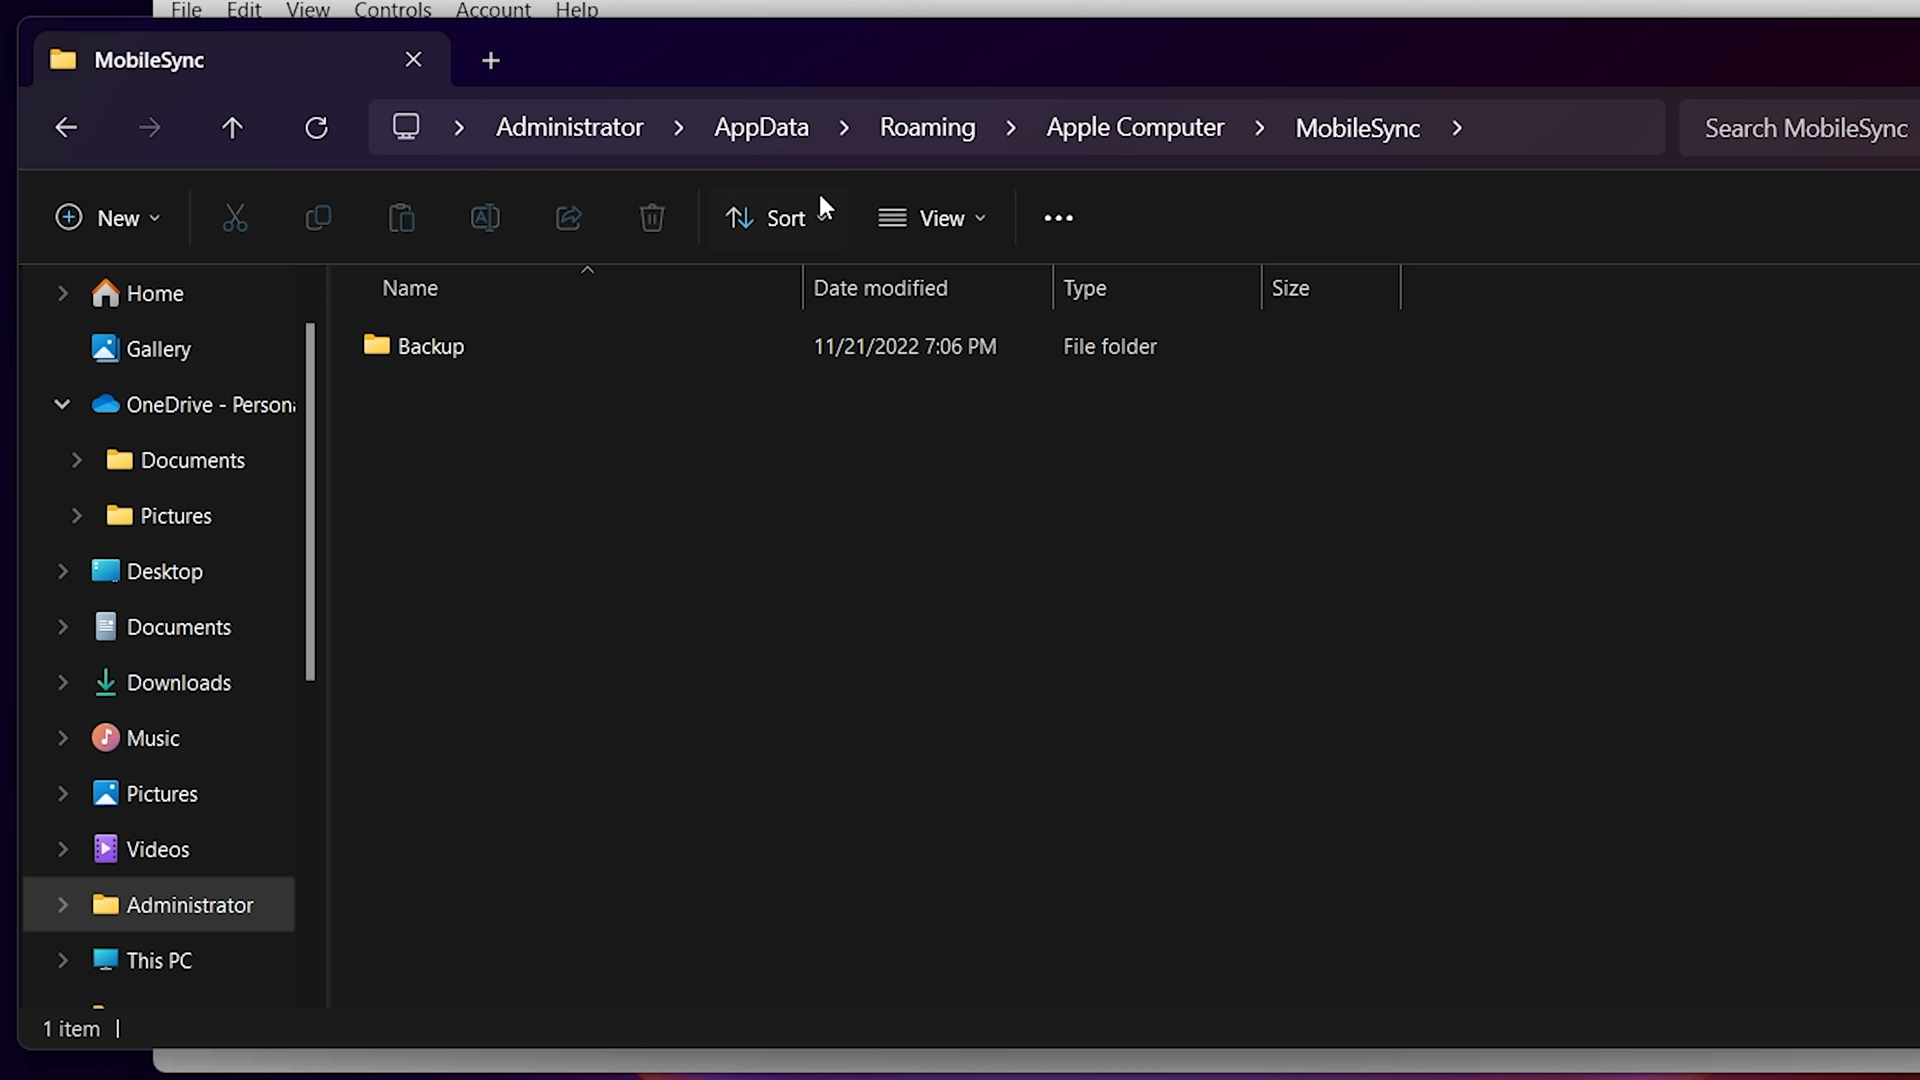 File Edit View Controls Account Help
MobileSync
Administrator AppData Roaming Apple Computer MobileSync
Search MobileSync
New Sort View
Name Date modified Type Size
Backup 11/21/2022 7:06 PM File folder
Home
Gallery
OneDrive - Persona
Documents
Pictures
Desktop
Documents
Downloads
Music
Pictures
Videos
Administrator
This PC
1 item